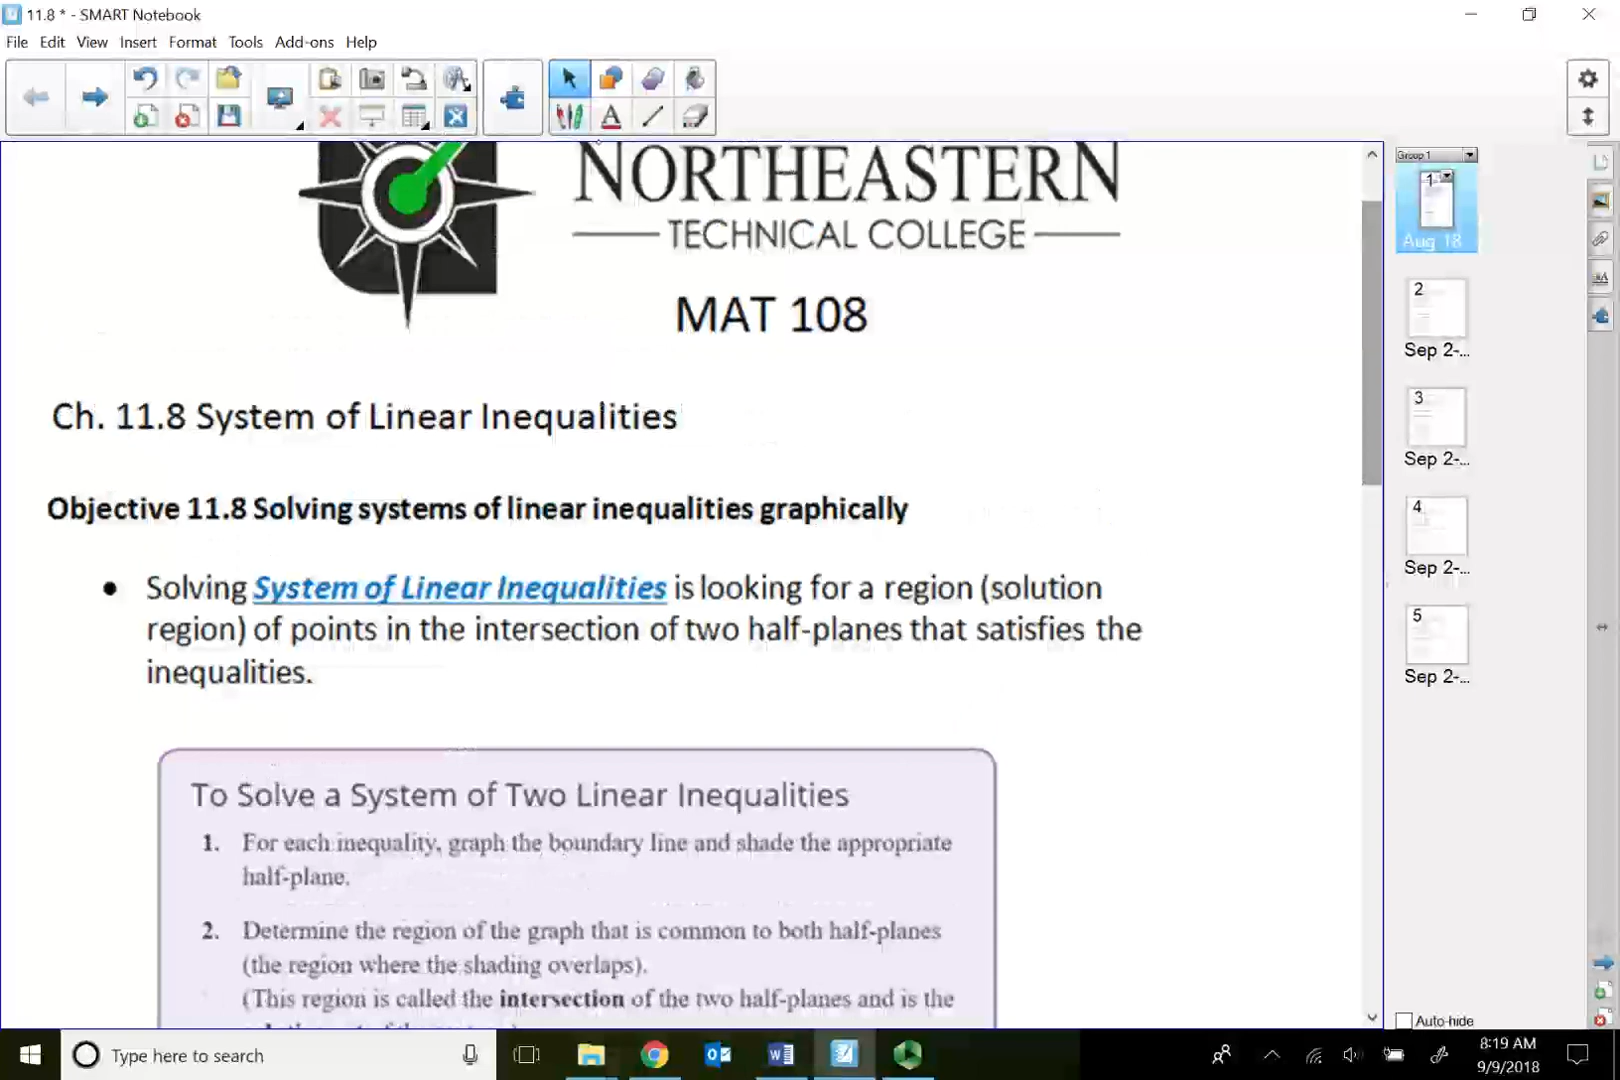 11.8 * - SMART Notebook
File Edit View Insert Format Tools Add-ons Help
NORTHEASTERN
TECHNICAL COLLEGE
MAT 108
Ch. 11.8 System of Linear Inequalities
Objective 11.8 Solving systems of linear inequalities graphically
• Solving System of Linear Inequalities is looking for a region (solution
region) of points in the intersection of two half-planes that satisfies the
inequalities.
To Solve a System of Two Linear Inequalities
1. For each inequality, graph the boundary line and shade the appropriate
half-plane.
2. Determine the region of the graph that is common to both half-planes
(the region where the shading overlaps).
(This region is called the intersection of the two half-planes and is the
Group 1
1
Aug 18
2
Sep 2-...
3
Sep 2-...
4
Sep 2-...
5
Sep 2-...
Auto-hide
Type here to search
8:19 AM
9/9/2018